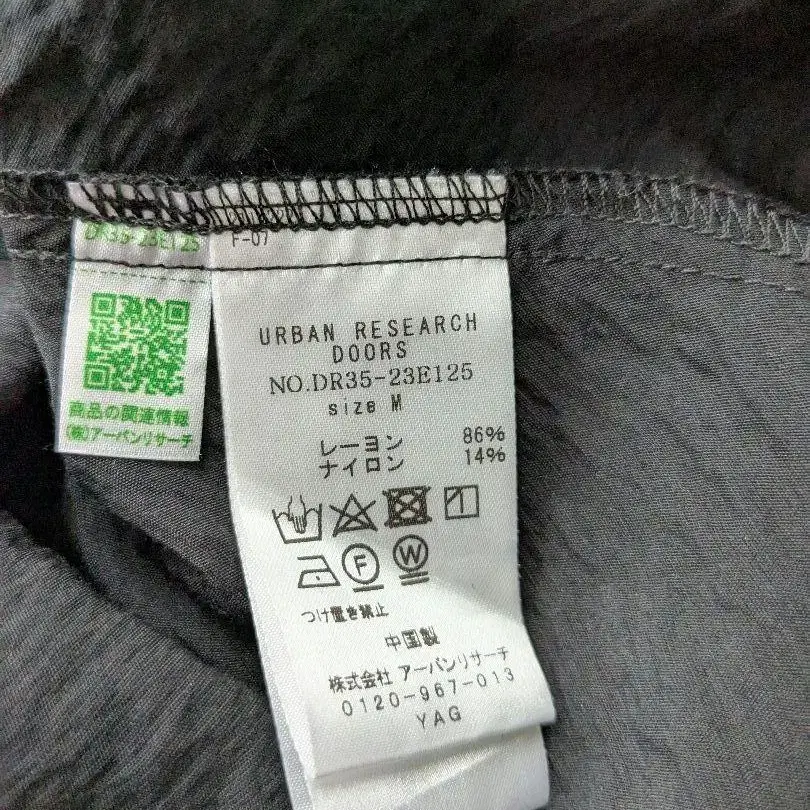 DR35-23E125
商品の関連情報
(株)アーバンリサーチ
F-07
URBAN RESEARCH
DOORS
NO.DR35-23E125
size M
レーヨン 86%
ナイロン 14%
F W
つけ置き禁止
中国製
株式会社 アーバンリサーチ
0120-967-013
YAG